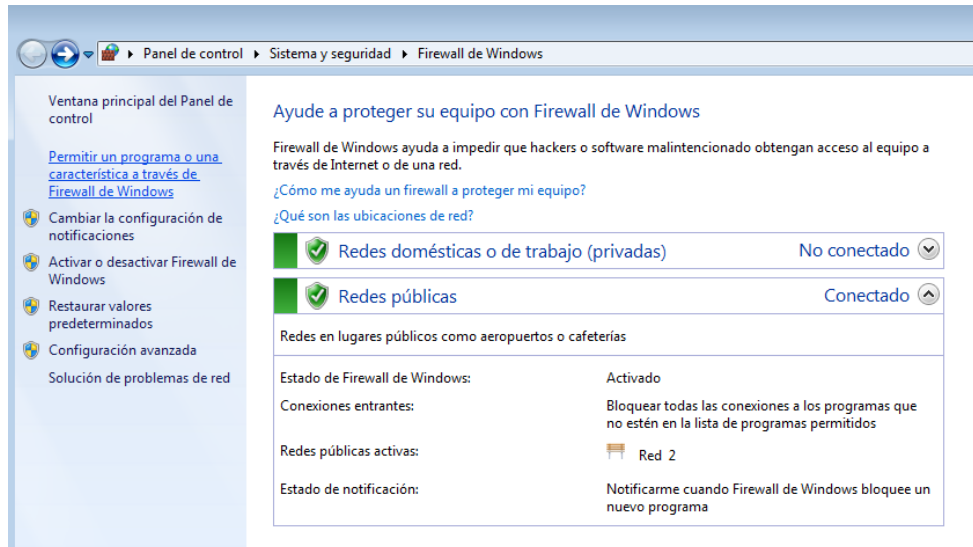 Panel de control ▸ Sistema y seguridad ▸ Firewall de Windows
Ventana principal del Panel de
control
Permitir un programa o una
característica a través de
Firewall de Windows
Cambiar la configuración de
notificaciones
Activar o desactivar Firewall de
Windows
Restaurar valores
predeterminados
Configuración avanzada
Solución de problemas de red
Ayude a proteger su equipo con Firewall de Windows
Firewall de Windows ayuda a impedir que hackers o software malintencionado obtengan acceso al equipo a
través de Internet o de una red.
¿Cómo me ayuda un firewall a proteger mi equipo?
¿Qué son las ubicaciones de red?
Redes domésticas o de trabajo (privadas) No conectado
Redes públicas Conectado
Redes en lugares públicos como aeropuertos o cafeterías
Estado de Firewall de Windows: Activado
Conexiones entrantes: Bloquear todas las conexiones a los programas que
no estén en la lista de programas permitidos
Redes públicas activas: Red 2
Estado de notificación: Notificarme cuando Firewall de Windows bloquee un
nuevo programa